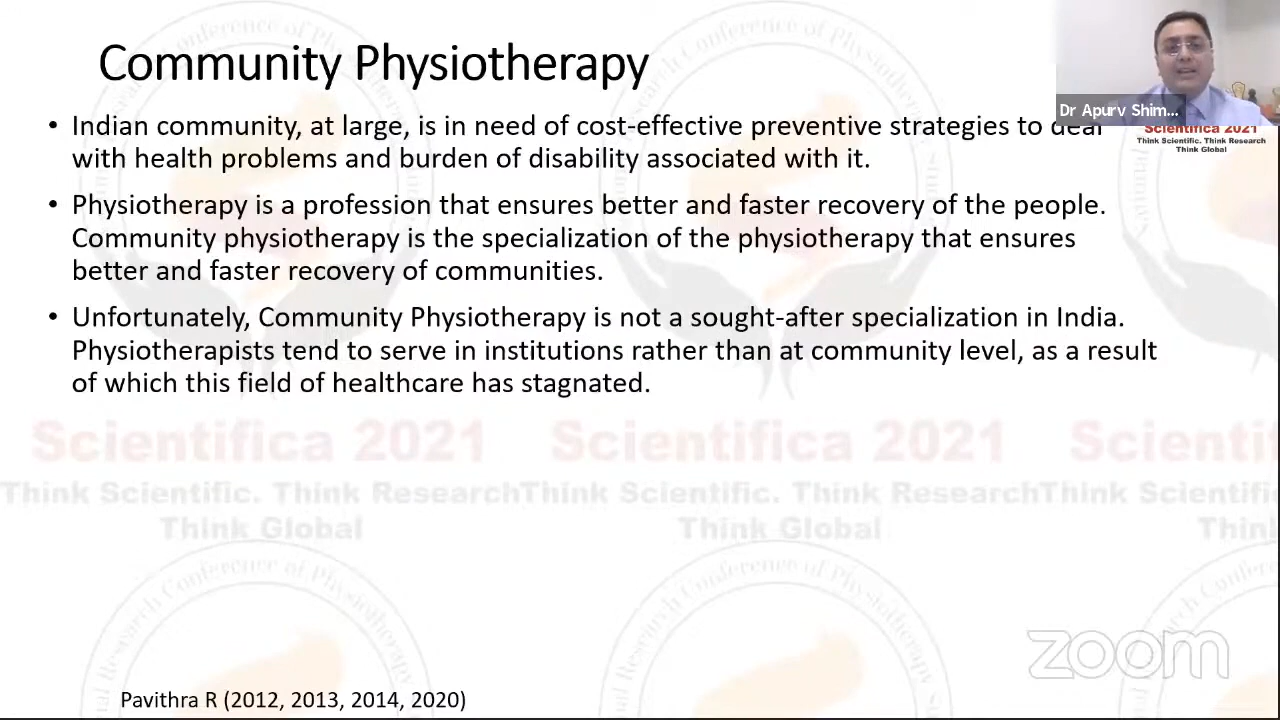 Community Physiotherapy
Dr Apurv Shim...
• Indian community, at large, is in need of cost-effective preventive strategies to deal
with health problems and burden of disability associated with it.
Scientifica 2021
Think Scientific. Think Research
Think Global
• Physiotherapy is a profession that ensures better and faster recovery of the people.
Community physiotherapy is the specialization of the physiotherapy that ensures
better and faster recovery of communities.
• Unfortunately, Community Physiotherapy is not a sought-after specialization in India.
Physiotherapists tend to serve in institutions rather than at community level, as a result
of which this field of healthcare has stagnated.
Scientifica 2021 Scientifica 2021 Scientif
Think Scientific. Think ResearchThink Scientific. Think ResearchThink Scientifi
Think Global Think Global Thin
zoom
Pavithra R (2012, 2013, 2014, 2020)